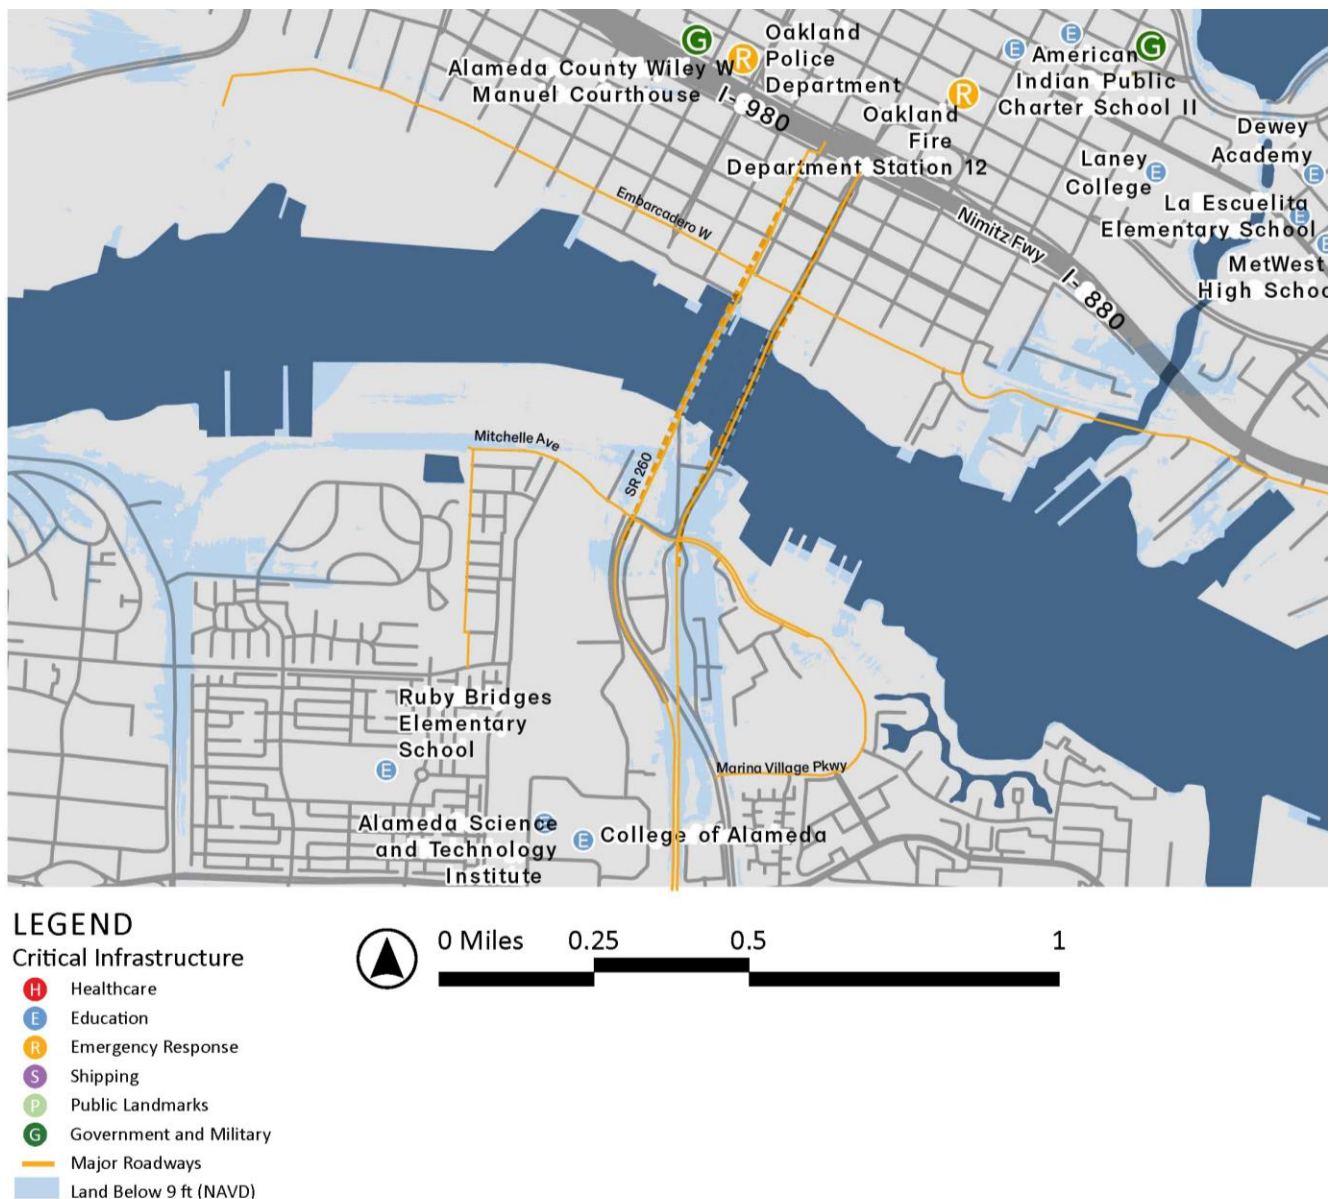 G
R
Oakland
Police
Department
Alameda County Wiley W
Manuel Courthouse
I- 980
E
E
G
American
Indian Public
Charter School II
R
Oakland
Fire
Department Station 12
Dewey
Academy
E
Laney
College
E
La Escuelita
Elementary School
E
E
MetWest
High Schoo
Embarcadero W
Nimitz Fwy
I- 880
Mitchelle Ave
SR 260
Ruby Bridges
Elementary
School
E
Marina Village Pkwy
Alameda Science
and Technology
Institute
E
E
College of Alameda
LEGEND
Critical Infrastructure
H Healthcare
E Education
R Emergency Response
S Shipping
P Public Landmarks
G Government and Military
Major Roadways
Land Below 9 ft (NAVD)
0 Miles 0.25 0.5 1